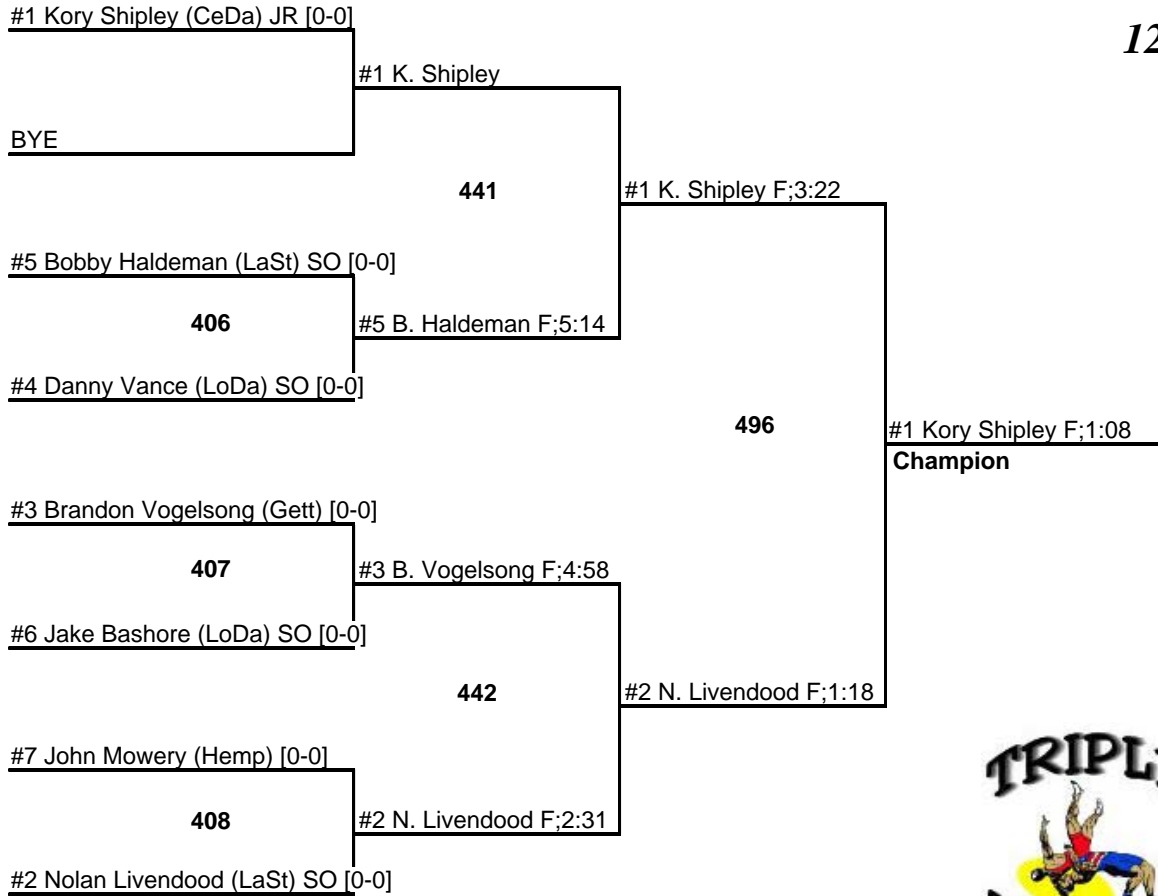 #1 Kory Shipley (CeDa) JR [0-0]
12
#1 K. Shipley
BYE
441
#1 K. Shipley F;3:22
#5 Bobby Haldeman (LaSt) SO [0-0]
406
#5 B. Haldeman F;5:14
#4 Danny Vance (LoDa) SO [0-0]
496
#1 Kory Shipley F;1:08
Champion
#3 Brandon Vogelsong (Gett) [0-0]
407
#3 B. Vogelsong F;4:58
#6 Jake Bashore (LoDa) SO [0-0]
442
#2 N. Livendood F;1:18
#7 John Mowery (Hemp) [0-0]
408
#2 N. Livendood F;2:31
#2 Nolan Livendood (LaSt) SO [0-0]